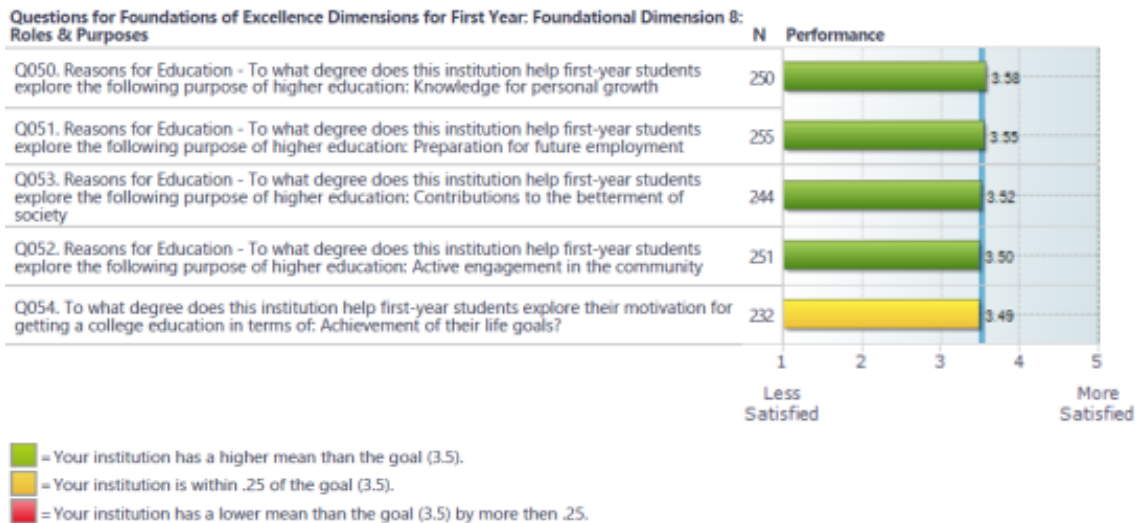 Questions for Foundations of Excellence Dimensions for First Year: Foundational Dimension 8:
Roles & Purposes
N Performance
Q050. Reasons for Education - To what degree does this institution help first-year students
explore the following purpose of higher education: Knowledge for personal growth
250
3.58
Q051. Reasons for Education - To what degree does this institution help first-year students
explore the following purpose of higher education: Preparation for future employment
255
3.55
Q053. Reasons for Education - To what degree does this institution help first-year students
explore the following purpose of higher education: Contributions to the betterment of
society
244
3.52
Q052. Reasons for Education - To what degree does this institution help first-year students
explore the following purpose of higher education: Active engagement in the community
251
3.50
Q054. To what degree does this institution help first-year students explore their motivation for
getting a college education in terms of: Achievement of their life goals?
232
3.49
1 2 3 4 5
Less
Satisfied
More
Satisfied
= Your institution has a higher mean than the goal (3.5).
= Your institution is within .25 of the goal (3.5).
= Your institution has a lower mean than the goal (3.5) by more then .25.